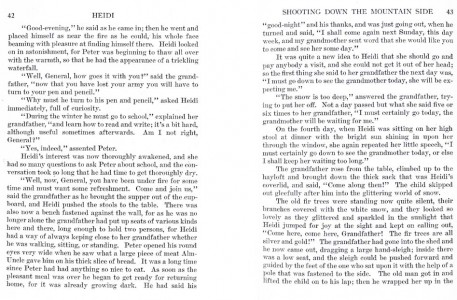 42 HEIDI
"Good-evening," he said as he came in; then he went and
placed himself as near the fire as he could, his whole face
beaming with pleasure at finding himself there. Heidi looked
on in astonishment, for Peter was beginning to thaw all over
with the warmth, so that he had the appearance of a trickling
waterfall.
"Well, General, how goes it with you?" said the grand-
father, "now that you have lost your army you will have to
turn to your pen and pencil."
"Why must he turn to his pen and pencil," asked Heidi
immediately, full of curiosity.
"During the winter he must go to school," explained her
grandfather, "and learn how to read and write; it's a bit hard,
although useful sometimes afterwards. Am I not right,
General?"
"Yes, indeed," assented Peter.
Heidi's interest was now thoroughly awakened, and she
had so many questions to ask Peter about school, and the con-
versation took so long that he had time to get thoroughly dry.
"Well, now, General, you have been under fire for some
time and must want some refreshment. Come and join us,"
said the grandfather as he brought the supper out of the cup-
board, and Heidi pushed the stools to the table. There was
also now a bench fastened against the wall, for as he was no
longer alone the grandfather had put up seats of various kinds
here and there, long enough to hold two persons, for Heidi
had a way of always keeping close to her grandfather whether
he was walking, sitting, or standing. Peter opened his round
eyes very wide when he saw what a large piece of meat Alm-
Uncle gave him on his thick slice of bread. It was a long time
since Peter had had anything so nice to eat. As soon as the
pleasant meal was over he began to get ready for returning
home, for it was already growing dark. He had said his
SHOOTING DOWN THE MOUNTAIN SIDE 43
"good-night" and his thanks, and was just going out, when he
turned and said, "I shall come again next Sunday, this day
week, and my grandmother sent word that she would like you
to come and see her some day."
It was quite a new idea to Heidi that she should go and
pay anybody a visit, and she could not get it out of her head;
so the first thing she said to her grandfather the next day was,
"I must go down to see the grandmother today, she will be ex-
pecting me."
"The snow is too deep," answered the grandfather, try-
ing to put her off. Not a day passed but what she said five or
six times to her grandfather, "I must certainly go today, the
grandmother will be waiting for me."
On the fourth day, when Heidi was sitting on her high
stool at dinner with the bright sun shining in upon her
through the window, she again repeated her little speech, "I
must certainly go down to see the grandmother today, or else
I shall keep her waiting too long."
The grandfather rose from the table, climbed up to the
hayloft and brought down the thick sack that was Heidi's
coverlid, and said, "Come along then!" The child skipped
out gleefully after him into the glittering world of snow.
The old fir trees were standing now quite silent, their
branches covered with the white snow, and they looked so
lovely as they glittered and sparkled in the sunlight that
Heidi jumped for joy at the sight and kept on calling out,
"Come here, come here, Grandfather! The fir trees are all
silver and gold!" The grandfather had gone into the shed and
he now came out, dragging a large hand-sleigh; inside there
was a low seat, and the sleigh could be pushed forward and
guided by the feet of the one who sat upon it with the help of a
pole that was fastened to the side. The old man got in and
lifted the child on to his lap; then he wrapped her up in the